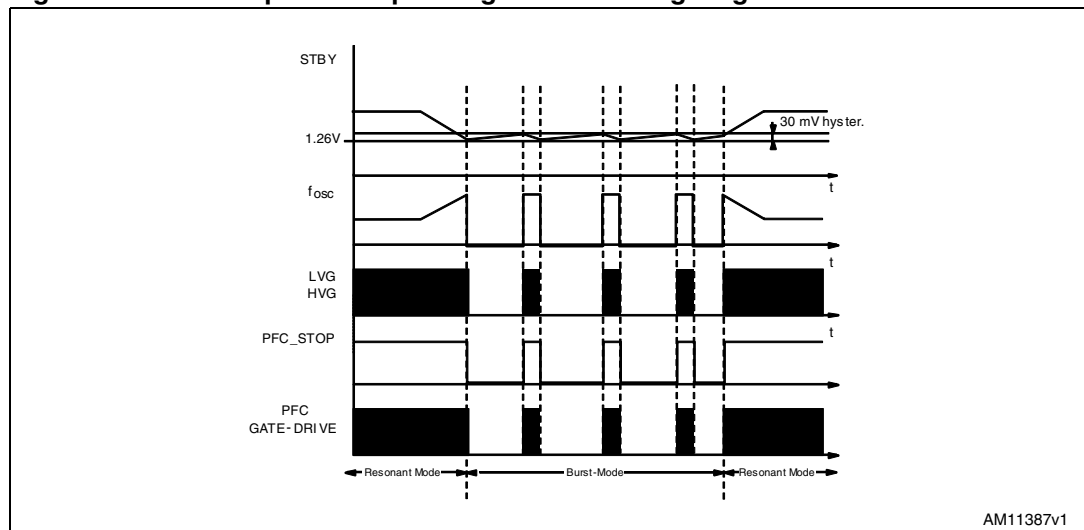 STBY
30 mV hyster.
1.26V
t
fosc
t
LVG
HVG
PFC_STOP
t
PFC
GATE-DRIVE
Resonant Mode
Burst-Mode
Resonant Mode
AM11387v1